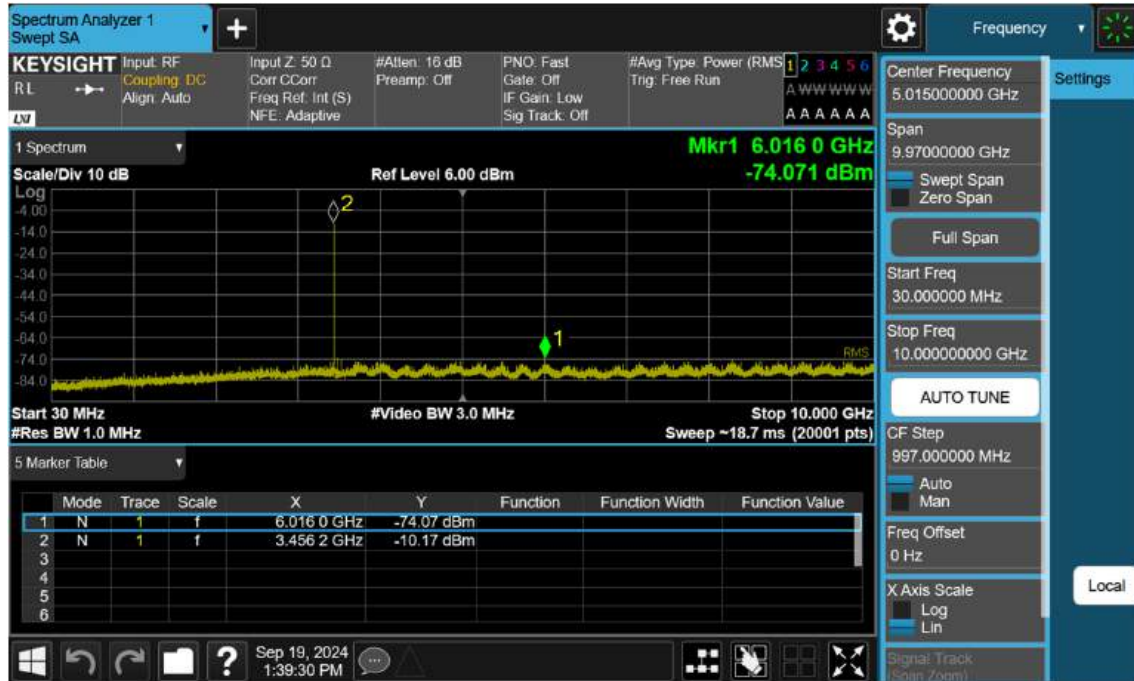 Spectrum Analyzer 1
Swept SA
Frequency
KEYSIGHT
RL
LXI
Input: RF
Coupling: DC
Align: Auto
Input Z: 50 Ω
Corr CCorr
Freq Ref: Int (S)
NFE: Adaptive
#Atten: 16 dB
Preamp: Off
PNO: Fast
Gate: Off
IF Gain: Low
Sig Track: Off
#Avg Type: Power (RMS
Trig: Free Run
1 2 3 4 5 6
A W W W W W
A A A A A A
Center Frequency
5.015000000 GHz
Settings
Span
9.97000000 GHz
Swept Span
Zero Span
Full Span
Start Freq
30.000000 MHz
Stop Freq
10.000000000 GHz
AUTO TUNE
CF Step
997.000000 MHz
Auto
Man
Freq Offset
0 Hz
X Axis Scale
Log
Lin
Signal Track
(Span Zoom)
Local
1 Spectrum
Scale/Div 10 dB
Ref Level 6.00 dBm
Mkr1 6.016 0 GHz
-74.071 dBm
Log
-4.00
-14.0
-24.0
-34.0
-44.0
-54.0
-64.0
-74.0
-84.0
2
1
RMS
Start 30 MHz
#Video BW 3.0 MHz
Stop 10.000 GHz
#Res BW 1.0 MHz
Sweep ~18.7 ms (20001 pts)
5 Marker Table
Mode Trace Scale X Y Function Function Width Function Value
1 N 1 f 6.016 0 GHz -74.07 dBm
2 N 1 f 3.456 2 GHz -10.17 dBm
3
4
5
6
Sep 19, 2024
1:39:30 PM